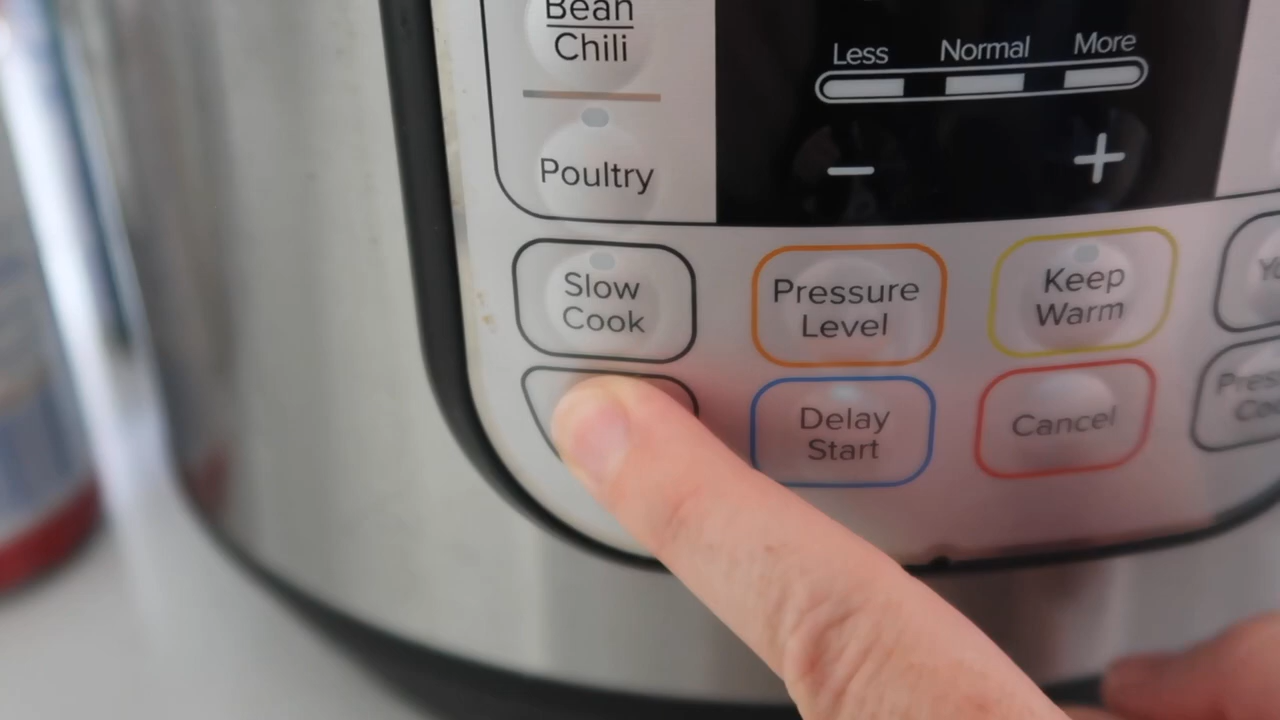 Bean
Chili
Less Normal More
Poultry
- +
Slow
Cook
Pressure
Level
Keep
Warm
Delay
Start
Cancel